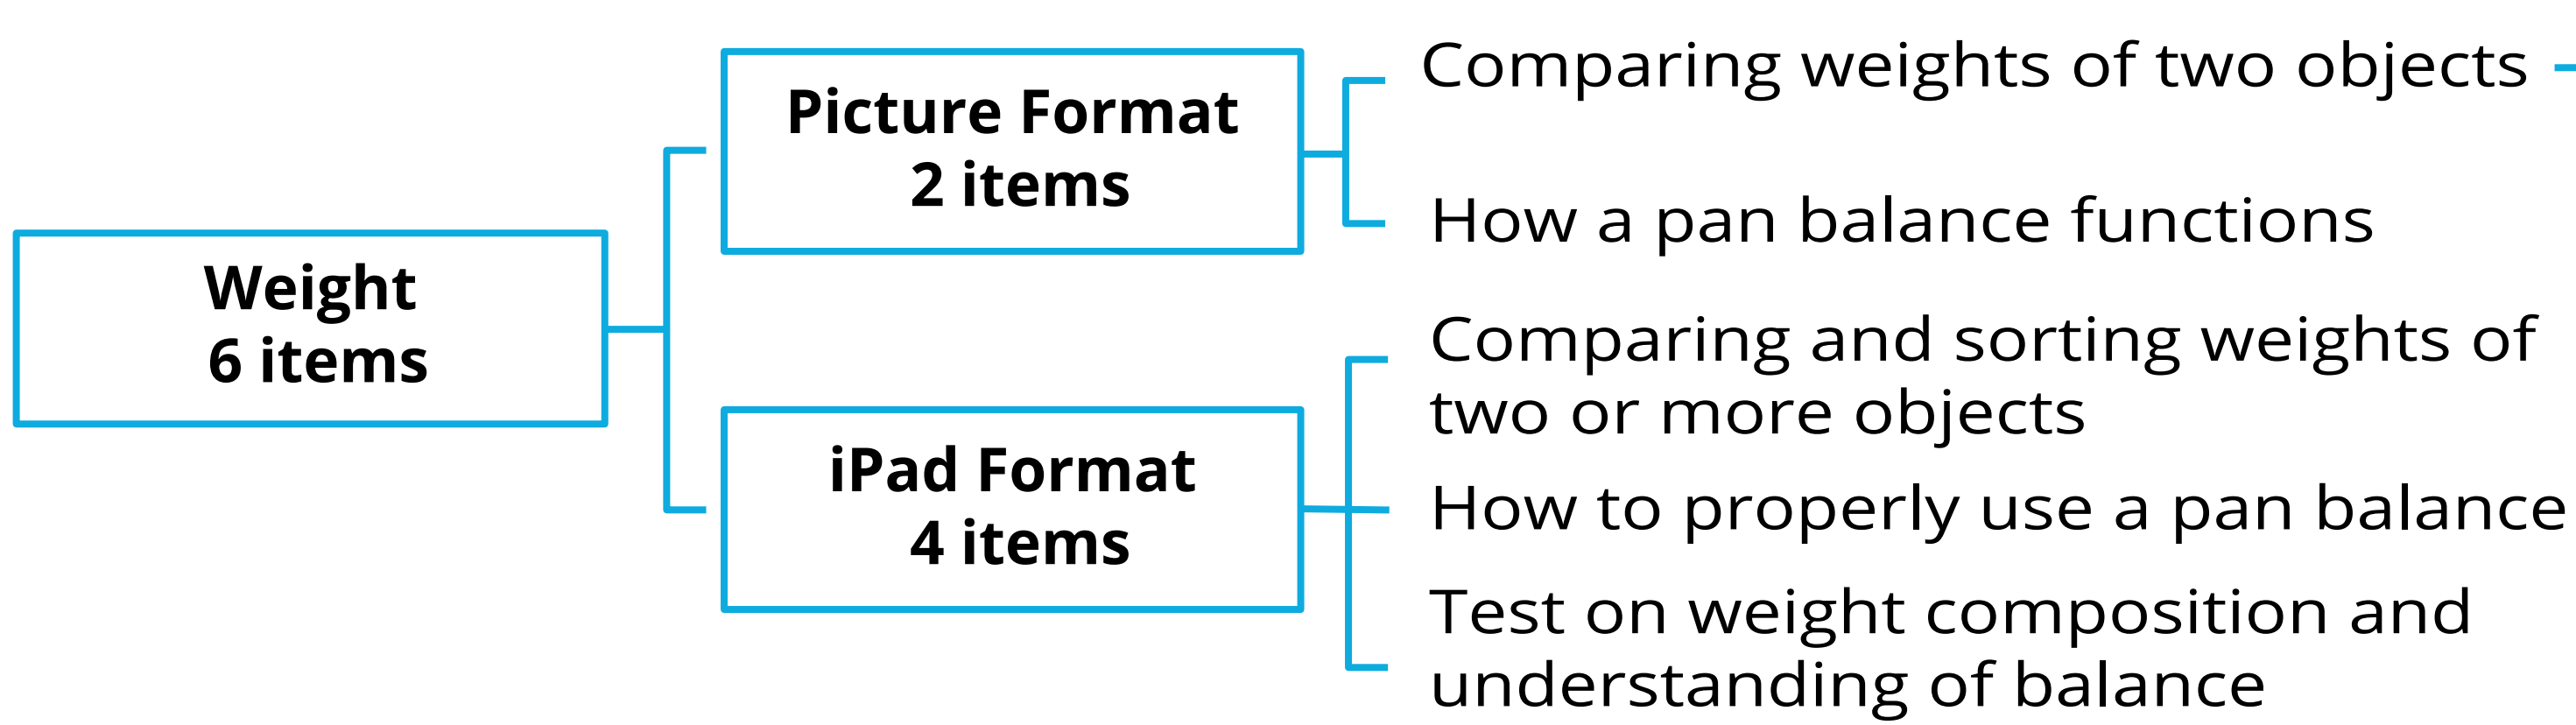 Weight
6 items
Picture Format
2 items
Comparing weights of two objects
How a pan balance functions
iPad Format
4 items
Comparing and sorting weights of
two or more objects
How to properly use a pan balance
Test on weight composition and
understanding of balance